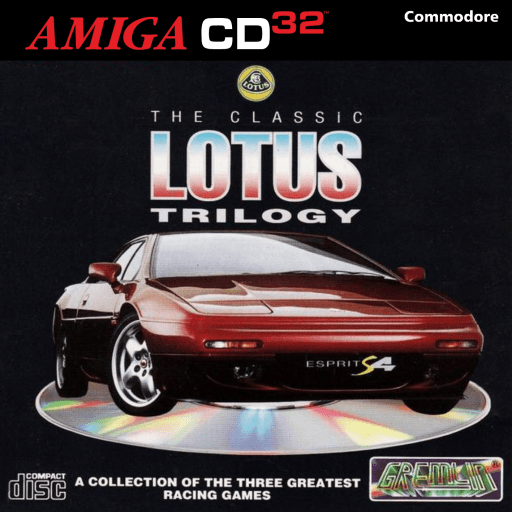 AMIGA CD32™
Commodore
LOTUS
THE CLASSIC
LOTUS
TRILOGY
ESPRIT S4
COMPACT
disc
A COLLECTION OF THE THREE GREATEST
RACING GAMES
GREMLIN®